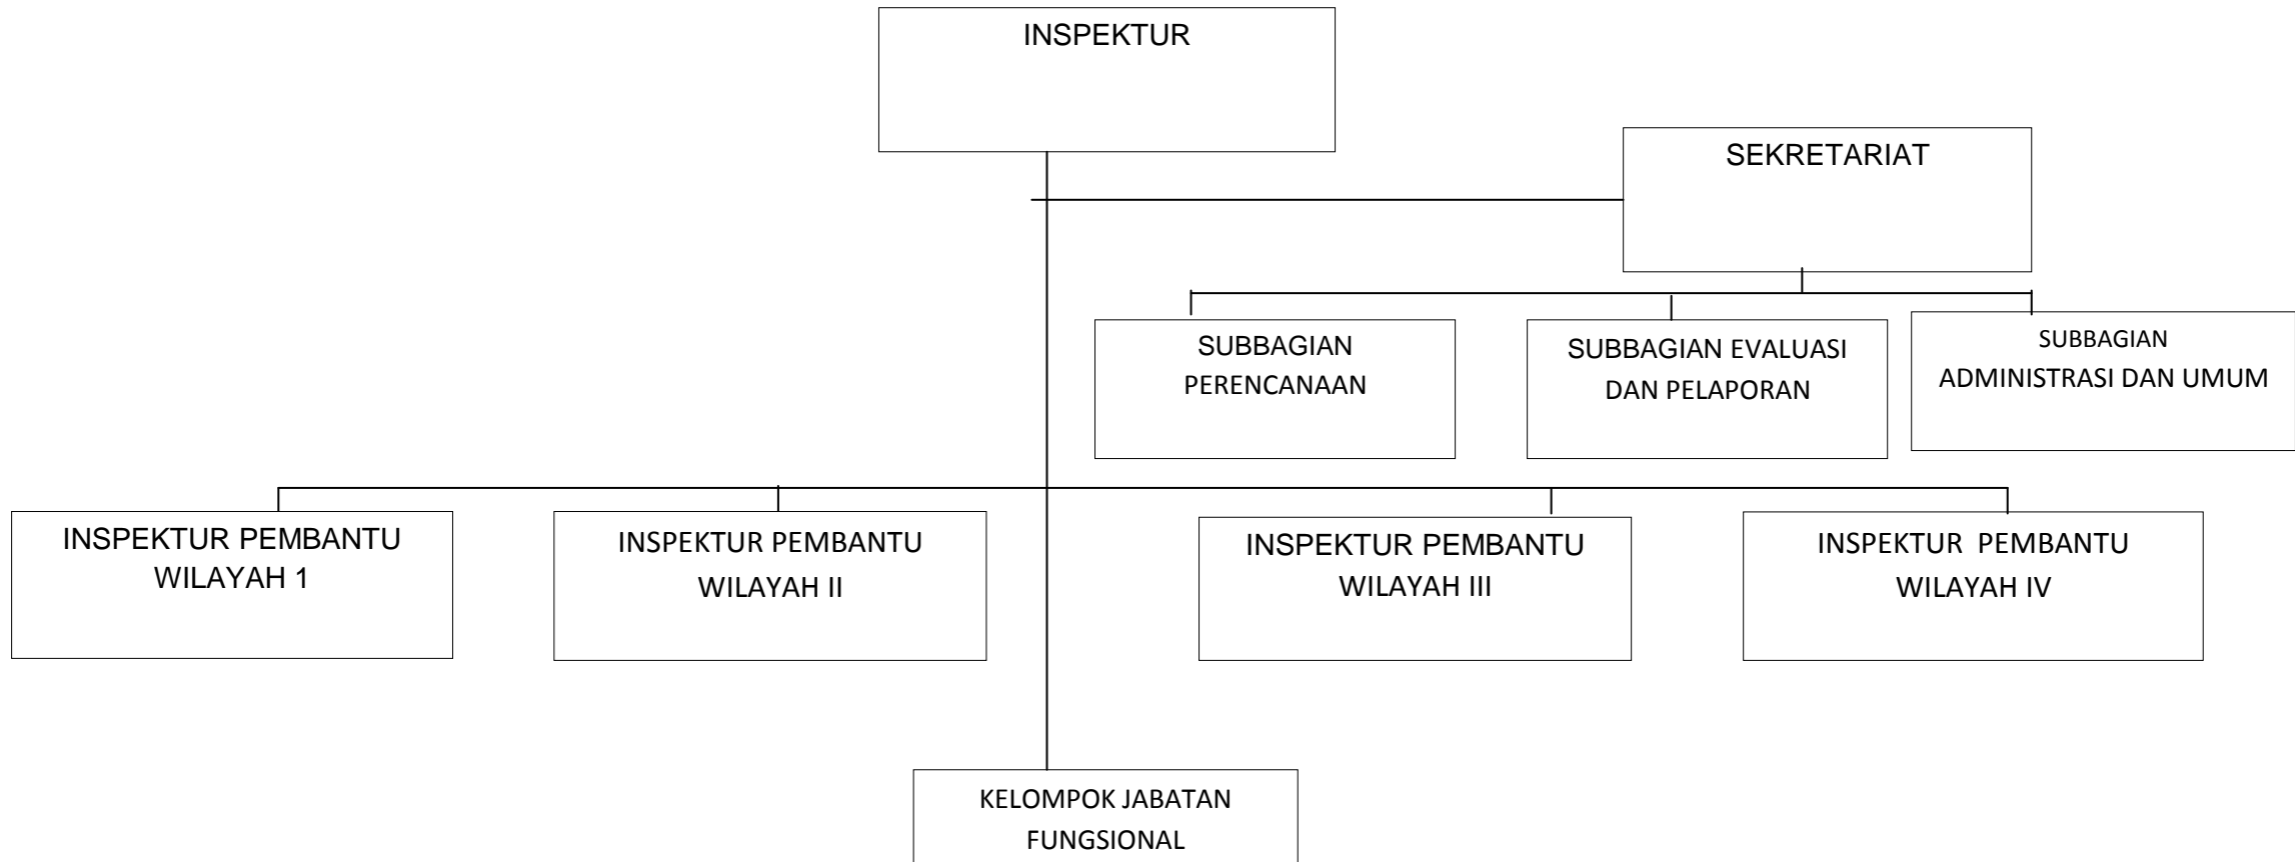 INSPEKTUR
SEKRETARIAT
SUBBAGIAN
PERENCANAAN
SUBBAGIAN EVALUASI
DAN PELAPORAN
SUBBAGIAN
ADMINISTRASI DAN UMUM
INSPEKTUR PEMBANTU
WILAYAH 1
INSPEKTUR PEMBANTU
WILAYAH II
INSPEKTUR PEMBANTU
WILAYAH III
INSPEKTUR PEMBANTU
WILAYAH IV
KELOMPOK JABATAN
FUNGSIONAL